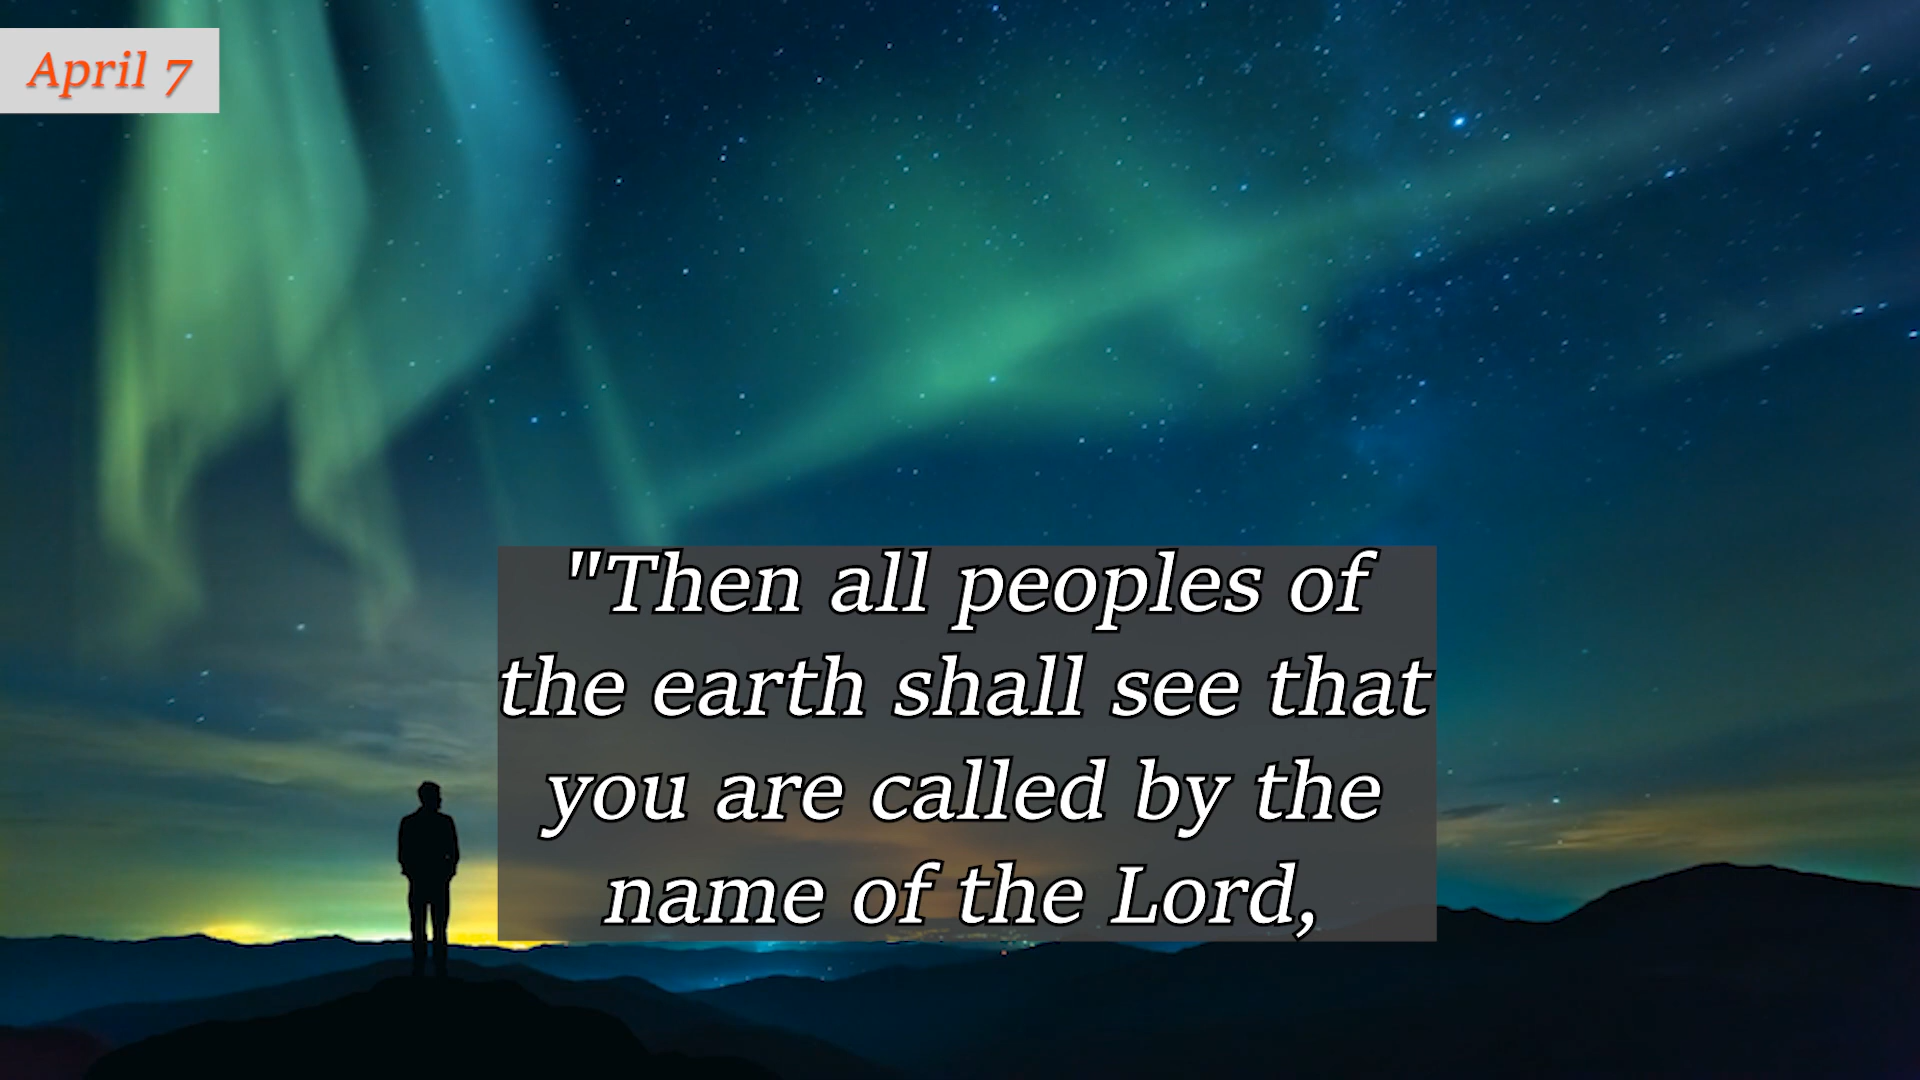 April 7
"Then all peoples of
the earth shall see that
you are called by the
name of the Lord,